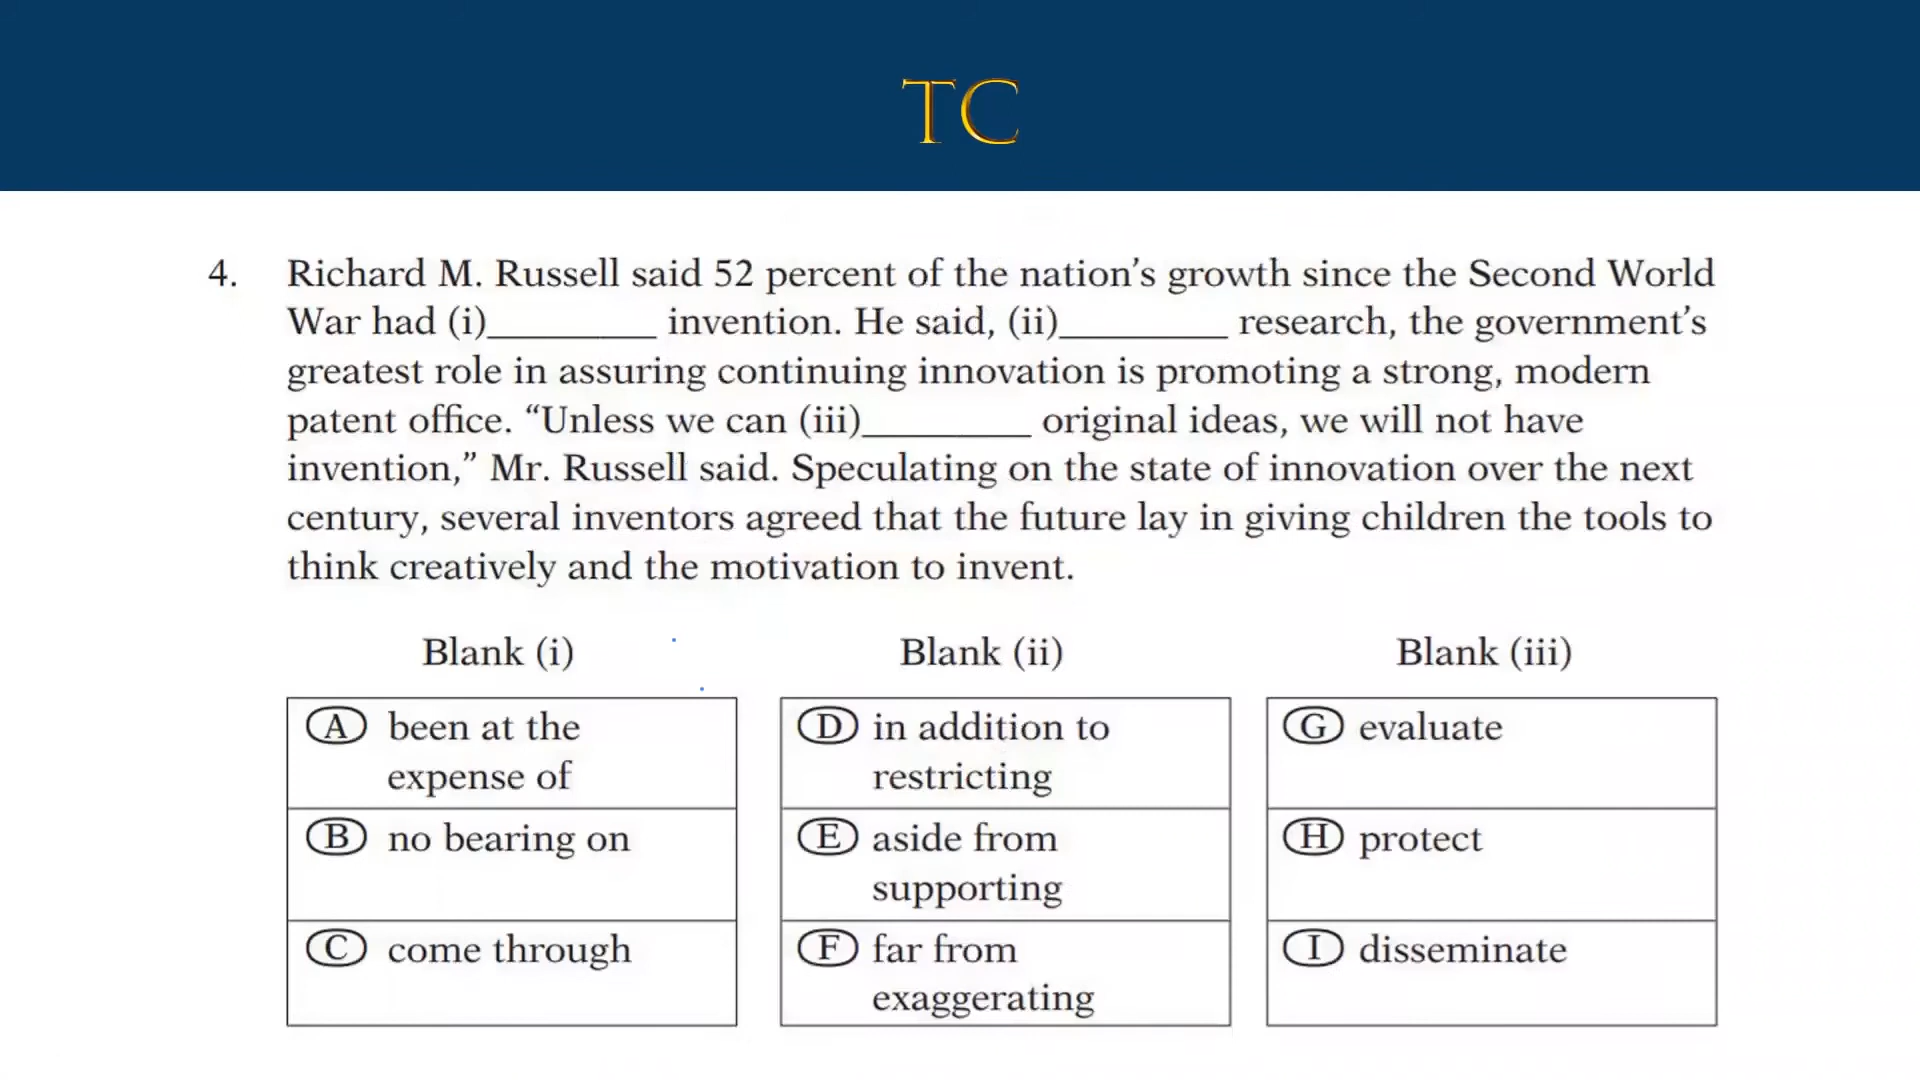 TC
4. Richard M. Russell said 52 percent of the nation’s growth since the Second World
War had (i)________ invention. He said, (ii)________ research, the government’s
greatest role in assuring continuing innovation is promoting a strong, modern
patent office. “Unless we can (iii)________ original ideas, we will not have
invention,” Mr. Russell said. Speculating on the state of innovation over the next
century, several inventors agreed that the future lay in giving children the tools to
think creatively and the motivation to invent.
Blank (i)
A been at the
expense of
B no bearing on
C come through
Blank (ii)
D in addition to
restricting
E aside from
supporting
F far from
exaggerating
Blank (iii)
G evaluate
H protect
I disseminate